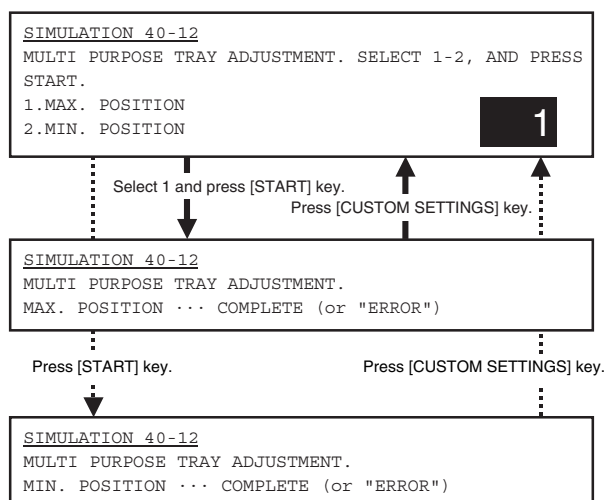 SIMULATION 40-12
MULTI PURPOSE TRAY ADJUSTMENT. SELECT 1-2, AND PRESS
START.
1.MAX. POSITION
2.MIN. POSITION
1
Select 1 and press [START] key.
Press [CUSTOM SETTINGS] key.
SIMULATION 40-12
MULTI PURPOSE TRAY ADJUSTMENT.
MAX. POSITION ··· COMPLETE (or "ERROR")
Press [START] key.
Press [CUSTOM SETTINGS] key.
SIMULATION 40-12
MULTI PURPOSE TRAY ADJUSTMENT.
MIN. POSITION ··· COMPLETE (or "ERROR")